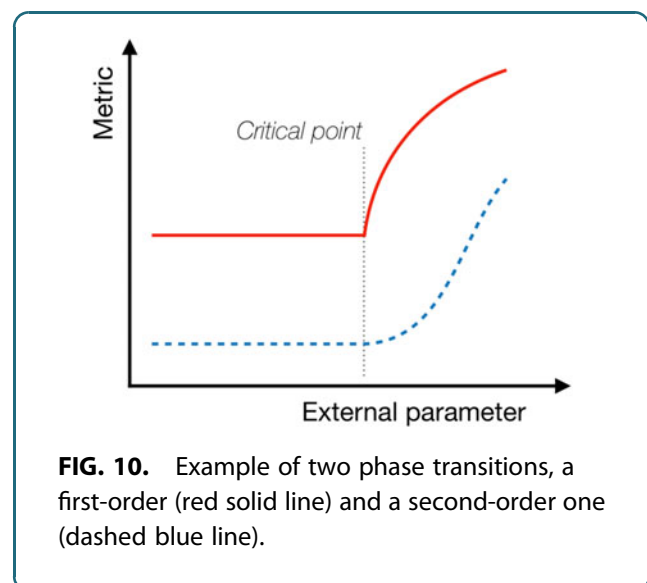 Metric
Critical point
External parameter
FIG. 10. Example of two phase transitions, a
first-order (red solid line) and a second-order one
(dashed blue line).